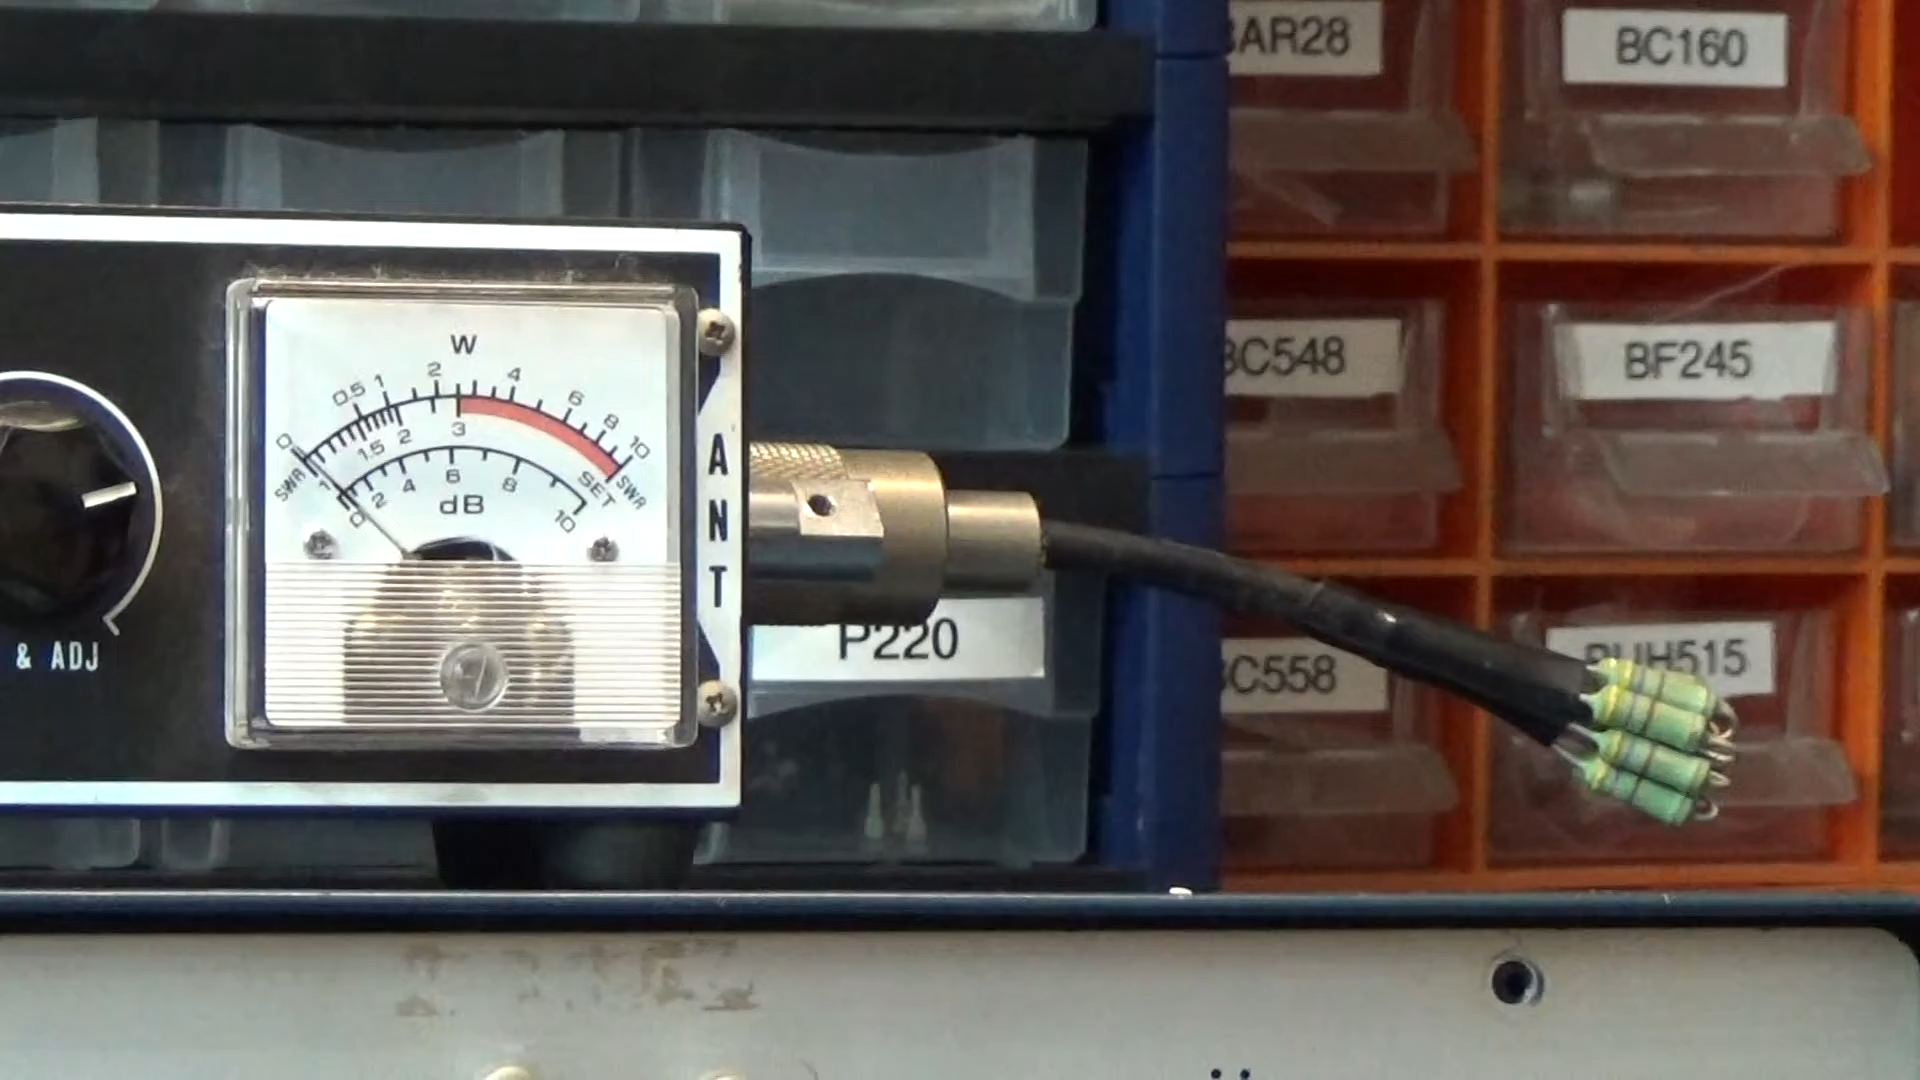 BAR28
BC160
BC548
BF245
BC558
P220
W
0 0.5 1 2 4 6 8 10
SWR 1 1.5 2 3 SET SWR
0 2 4 6 8 10
dB
ANT
& ADJ